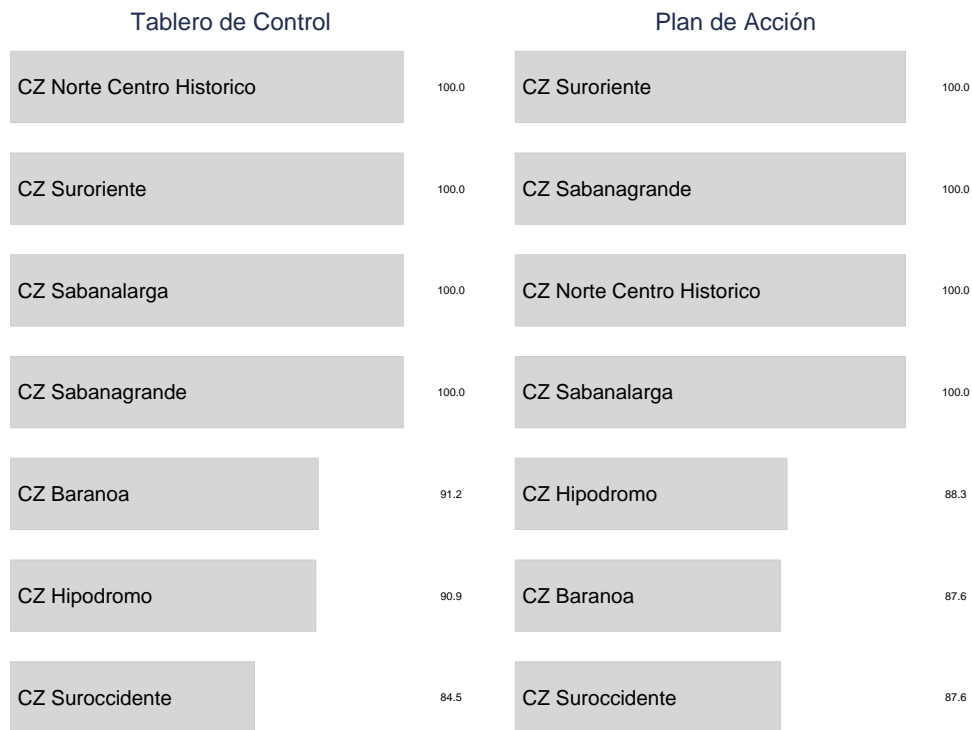 Tablero de Control
CZ Norte Centro Historico 100.0
CZ Suroriente 100.0
CZ Sabanalarga 100.0
CZ Sabanagrande 100.0
CZ Baranoa 91.2
CZ Hipodromo 90.9
CZ Suroccidente 84.5
Plan de Acción
CZ Suroriente 100.0
CZ Sabanagrande 100.0
CZ Norte Centro Historico 100.0
CZ Sabanalarga 100.0
CZ Hipodromo 88.3
CZ Baranoa 87.6
CZ Suroccidente 87.6